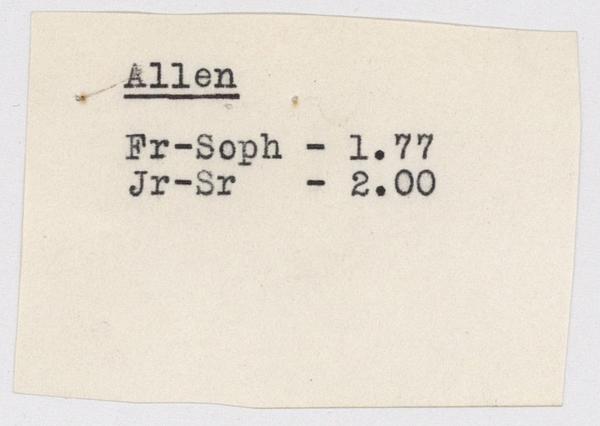 Allen
Fr-Soph - 1.77
Jr-Sr - 2.00